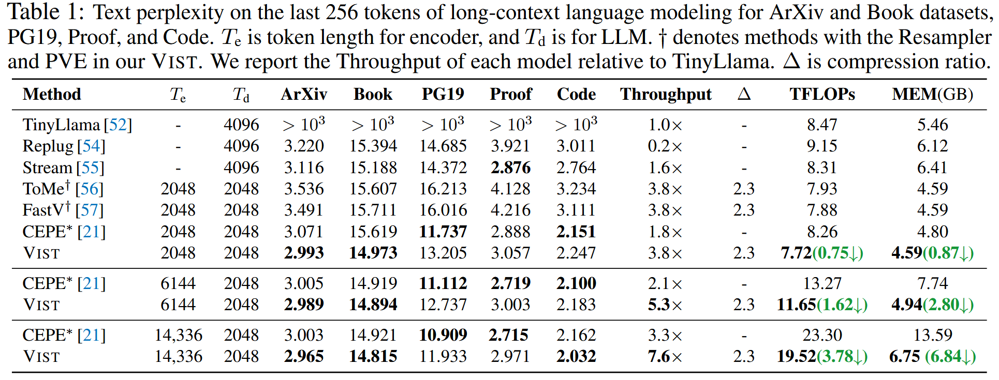 Table 1: Text perplexity on the last 256 tokens of long-context language modeling for ArXiv and Book datasets,
PG19, Proof, and Code. Te is token length for encoder, and Td is for LLM. † denotes methods with the Resampler
and PVE in our VIST. We report the Throughput of each model relative to TinyLlama. Δ is compression ratio.
Method Te Td ArXiv Book PG19 Proof Code Throughput Δ TFLOPs MEM(GB)
TinyLlama [52] - 4096 > 10³ > 10³ > 10³ > 10³ > 10³ 1.0× - 8.47 5.46
Replug [54] - 4096 3.220 15.394 14.685 3.921 3.011 0.2× - 9.15 6.12
Stream [55] - 4096 3.116 15.188 14.372 2.876 2.764 1.6× - 8.31 6.41
ToMe† [56] 2048 2048 3.536 15.607 16.213 4.128 3.234 3.8× 2.3 7.93 4.59
FastV† [57] 2048 2048 3.491 15.711 16.016 4.216 3.111 3.8× 2.3 7.88 4.59
CEPE* [21] 2048 2048 3.071 15.619 11.737 2.888 2.151 1.8× - 8.26 4.80
VIST 2048 2048 2.993 14.973 13.205 3.057 2.247 3.8× 2.3 7.72(0.75↓) 4.59(0.87↓)
CEPE* [21] 6144 2048 3.005 14.919 11.112 2.719 2.100 2.1× - 13.27 7.74
VIST 6144 2048 2.989 14.894 12.737 3.003 2.183 5.3× 2.3 11.65(1.62↓) 4.94(2.80↓)
CEPE* [21] 14,336 2048 3.003 14.921 10.909 2.715 2.162 3.3× - 23.30 13.59
VIST 14,336 2048 2.965 14.815 11.933 2.971 2.032 7.6× 2.3 19.52(3.78↓) 6.75 (6.84↓)